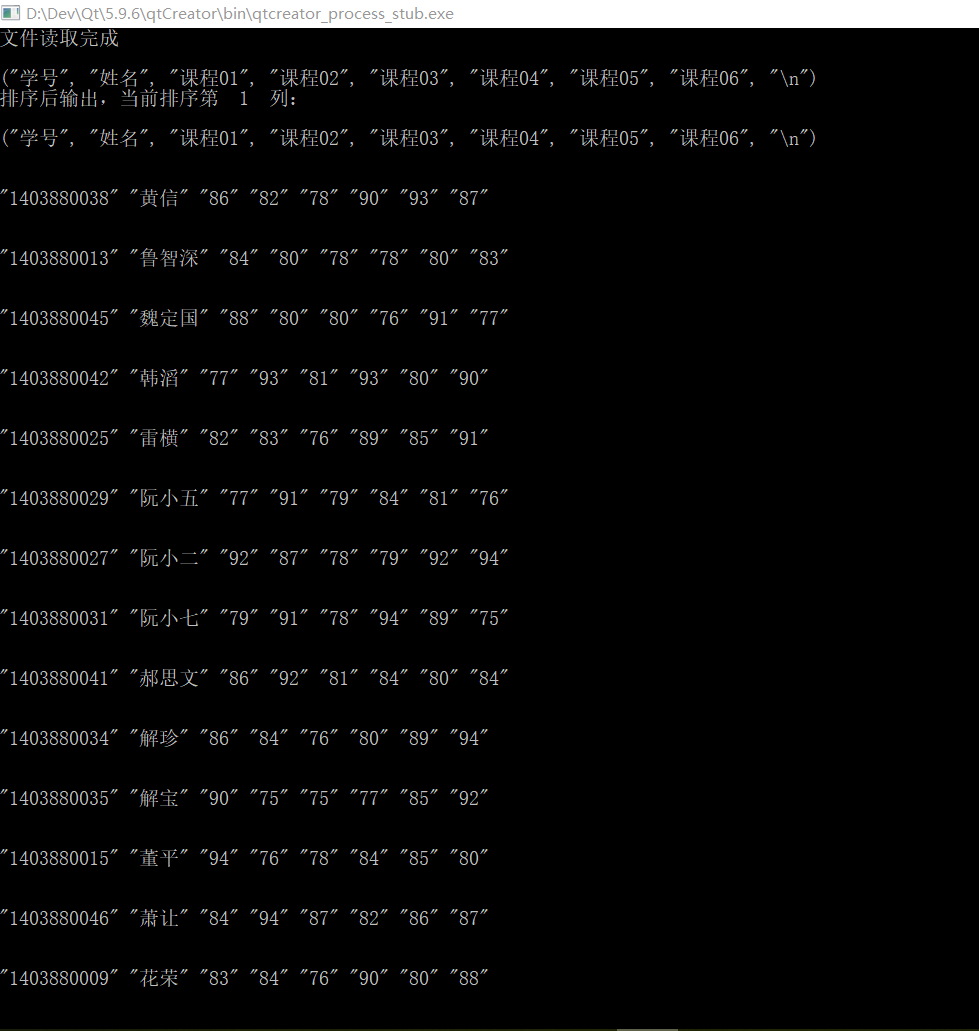 D:\Dev\Qt\5.9.6\qtCreator\bin\qtcreator_process_stub.exe
文件读取完成
("学号", "姓名", "课程01", "课程02", "课程03", "课程04", "课程05", "课程06", "\n")
排序后输出，当前排序第  1  列：
("学号", "姓名", "课程01", "课程02", "课程03", "课程04", "课程05", "课程06", "\n")
"1403880038" "黄信" "86" "82" "78" "90" "93" "87"
"1403880013" "鲁智深" "84" "80" "78" "78" "80" "83"
"1403880045" "魏定国" "88" "80" "80" "76" "91" "77"
"1403880042" "韩滔" "77" "93" "81" "93" "80" "90"
"1403880025" "雷横" "82" "83" "76" "89" "85" "91"
"1403880029" "阮小五" "77" "91" "79" "84" "81" "76"
"1403880027" "阮小二" "92" "87" "78" "79" "92" "94"
"1403880031" "阮小七" "79" "91" "78" "94" "89" "75"
"1403880041" "郝思文" "86" "92" "81" "84" "80" "84"
"1403880034" "解珍" "86" "84" "76" "80" "89" "94"
"1403880035" "解宝" "90" "75" "75" "77" "85" "92"
"1403880015" "董平" "94" "76" "78" "84" "85" "80"
"1403880046" "萧让" "84" "94" "87" "82" "86" "87"
"1403880009" "花荣" "83" "84" "76" "90" "80" "88"